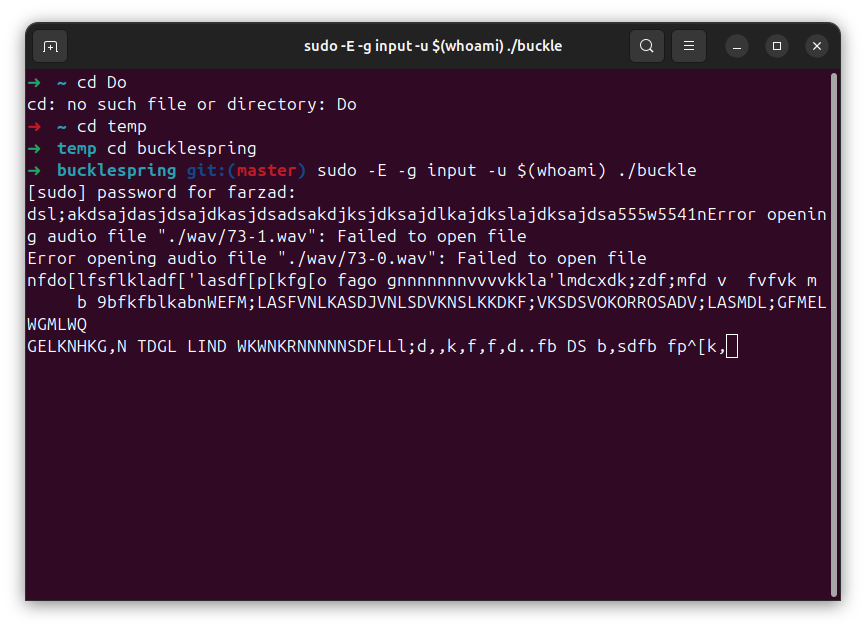 sudo -E -g input -u $(whoami) ./buckle
➜  ~ cd Do
cd: no such file or directory: Do
➜  ~ cd temp
➜  temp cd bucklespring
➜  bucklespring git:(master) sudo -E -g input -u $(whoami) ./buckle
[sudo] password for farzad:
dsl;akdsajdasjdsajdkasjdsadsakdjksjdksajdlkajdkslajdksajdsa555w5541nError openin
g audio file "./wav/73-1.wav": Failed to open file
Error opening audio file "./wav/73-0.wav": Failed to open file
nfdo[lfsflkladf['lasdf[p[kfg[o fago gnnnnnnnvvvvkkla'lmdcxdk;zdf;mfd v  fvfvk m
     b 9bfkfblkabnWEFM;LASFVNLKASDJVNLSDVKNSLKKDKF;VKSDSVOKORROSADV;LASMDL;GFMEL
WGMLWQ
GELKNHKG,N TDGL LIND WKWNKRNNNNNSDFLLl;d,,k,f,f,d..fb DS b,sdfb fp^[k,